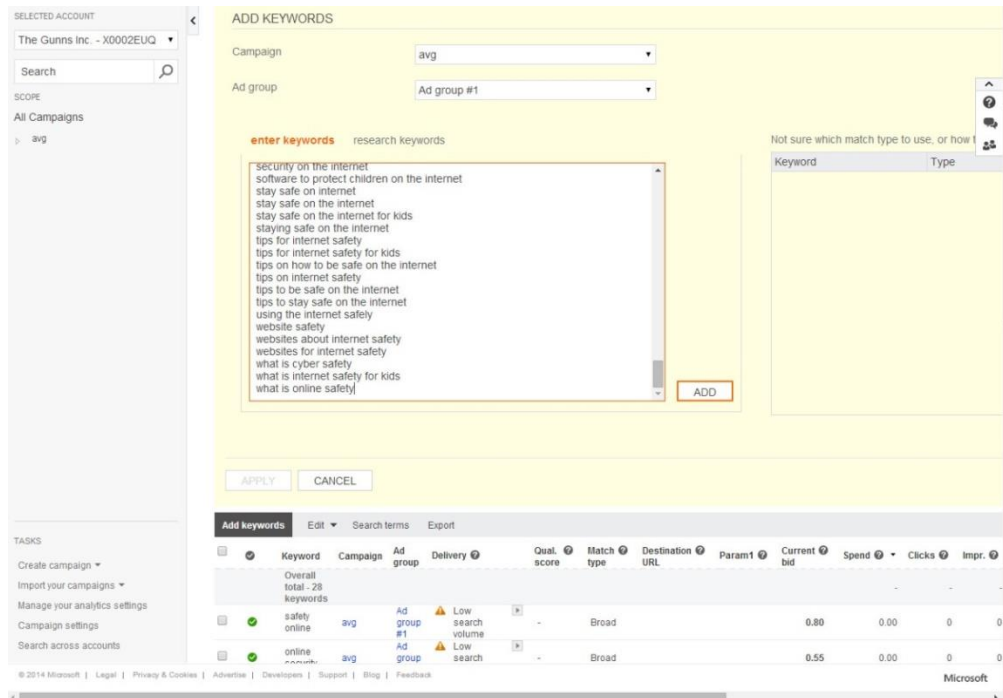 SELECTED ACCOUNT
The Gunns Inc. - X0002EUQ
Search
SCOPE
All Campaigns
avg
ADD KEYWORDS
Campaign
avg
Ad group
Ad group #1
enter keywords research keywords
security on the internet
software to protect children on the internet
stay safe on internet
stay safe on the internet
stay safe on the internet for kids
staying safe on the internet
tips for internet safety
tips for internet safety for kids
tips on how to be safe on the internet
tips on internet safety
tips to be safe on the internet
tips to stay safe on the internet
using the internet safely
website safety
websites about internet safety
websites for internet safety
what is cyber safety
what is internet safety for kids
what is online safety
ADD
Not sure which match type to use, or how
Keyword Type
APPLY CANCEL
Add keywords Edit Search terms Export
Keyword Campaign Ad group Delivery Qual. score Match type Destination URL Param1 Current bid Spend Clicks Impr.
Overall total - 28 keywords - - -
safety online avg Ad group #1 Low search volume - Broad 0.80 0.00 0 0
online security avg Ad group Low search - Broad 0.55 0.00 0 0
TASKS
Create campaign
Import your campaigns
Manage your analytics settings
Campaign settings
Search across accounts
© 2014 Microsoft | Legal | Privacy & Cookies | Advertise | Developers | Support | Blog | Feedback
Microsoft